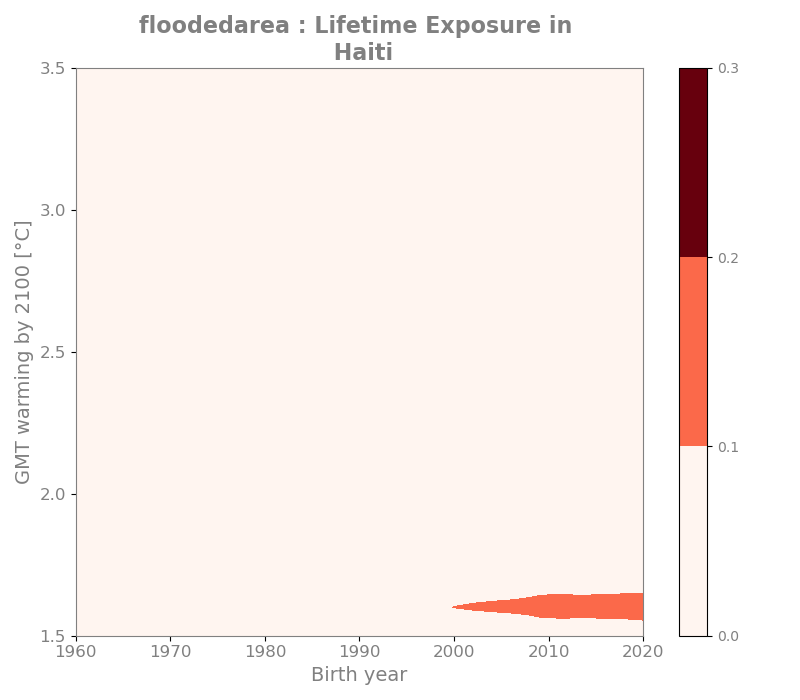 floodedarea : Lifetime Exposure in
Haiti
3.5
3.0
2.5
2.0
1.5
GMT warming by 2100 [°C]
1960 1970 1980 1990 2000 2010 2020
Birth year
0.3
0.2
0.1
0.0